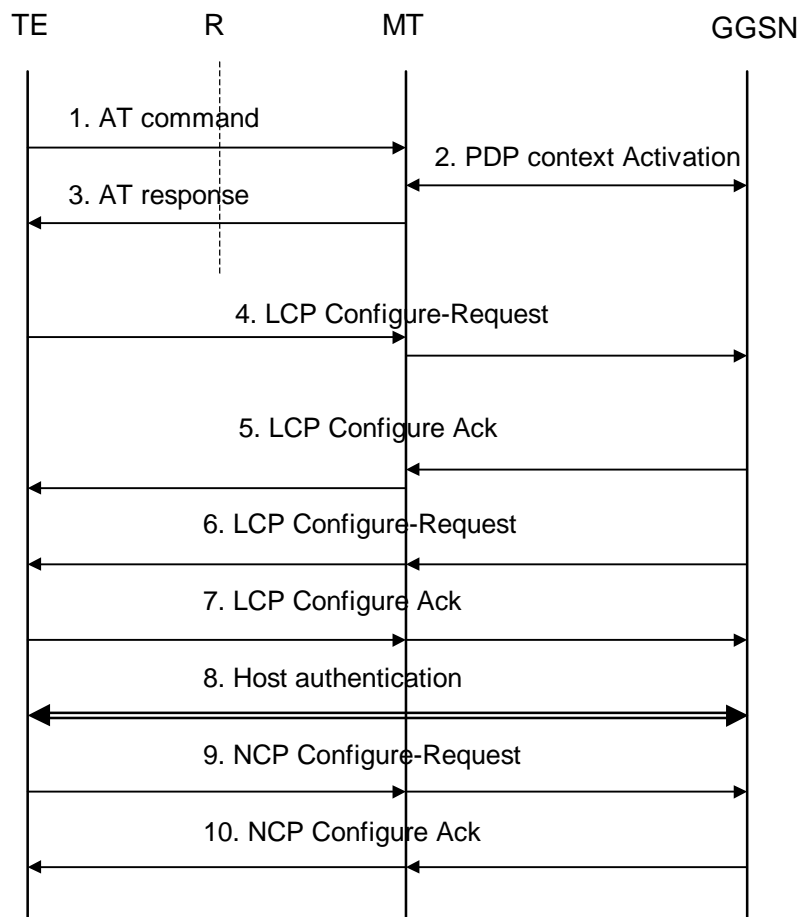 TE R MT GGSN
1. AT command
2. PDP context Activation
3. AT response
4. LCP Configure-Request
5. LCP Configure Ack
6. LCP Configure-Request
7. LCP Configure Ack
8. Host authentication
9. NCP Configure-Request
10. NCP Configure Ack